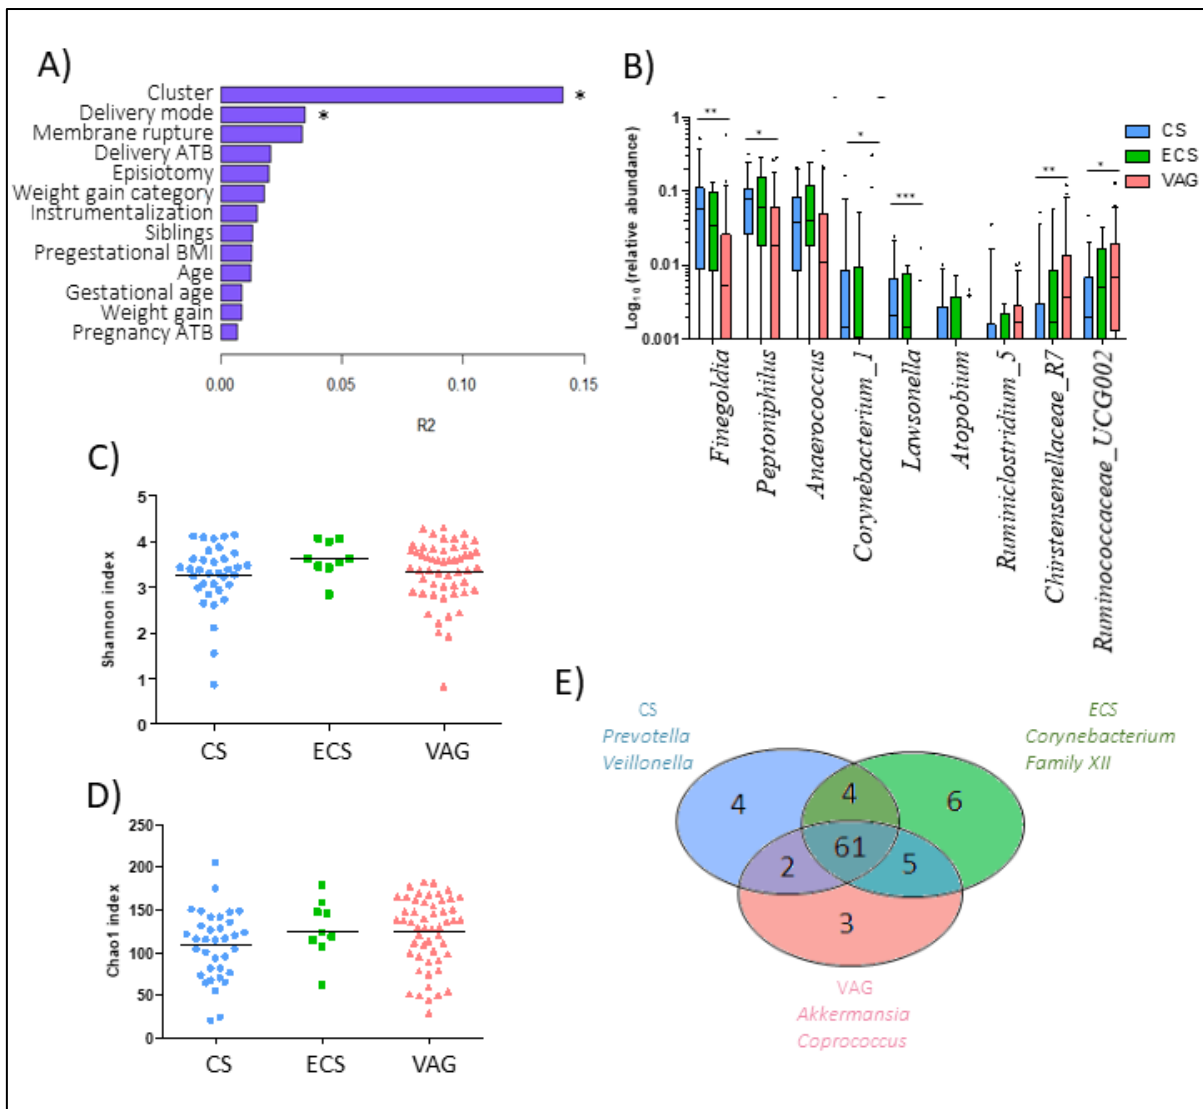 A)
Cluster
Delivery mode
Membrane rupture
Delivery ATB
Episiotomy
Weight gain category
Instrumentalization
Siblings
Pregestational BMI
Age
Gestational age
Weight gain
Pregnancy ATB
*
*
0.00 0.05 0.10 0.15
R2
B)
Log10 (relative abundance)
1
0.1
0.01
0.001
** * * *** ** *
CS
ECS
VAG
Finegoldia
Peptoniphilus
Anaerococcus
Corynebacterium_1
Lawsonella
Atopobium
Ruminiclostridium_5
Chirstensenellaceae_R7
Ruminococcaceae_UCG002
C)
Shannon index
5
4
3
2
1
0
CS ECS VAG
D)
Chao1 index
250
200
150
100
50
0
CS ECS VAG
E)
CS
Prevotella
Veillonella
ECS
Corynebacterium
Family XII
4 4 6
61
2 5
3
VAG
Akkermansia
Coprococcus